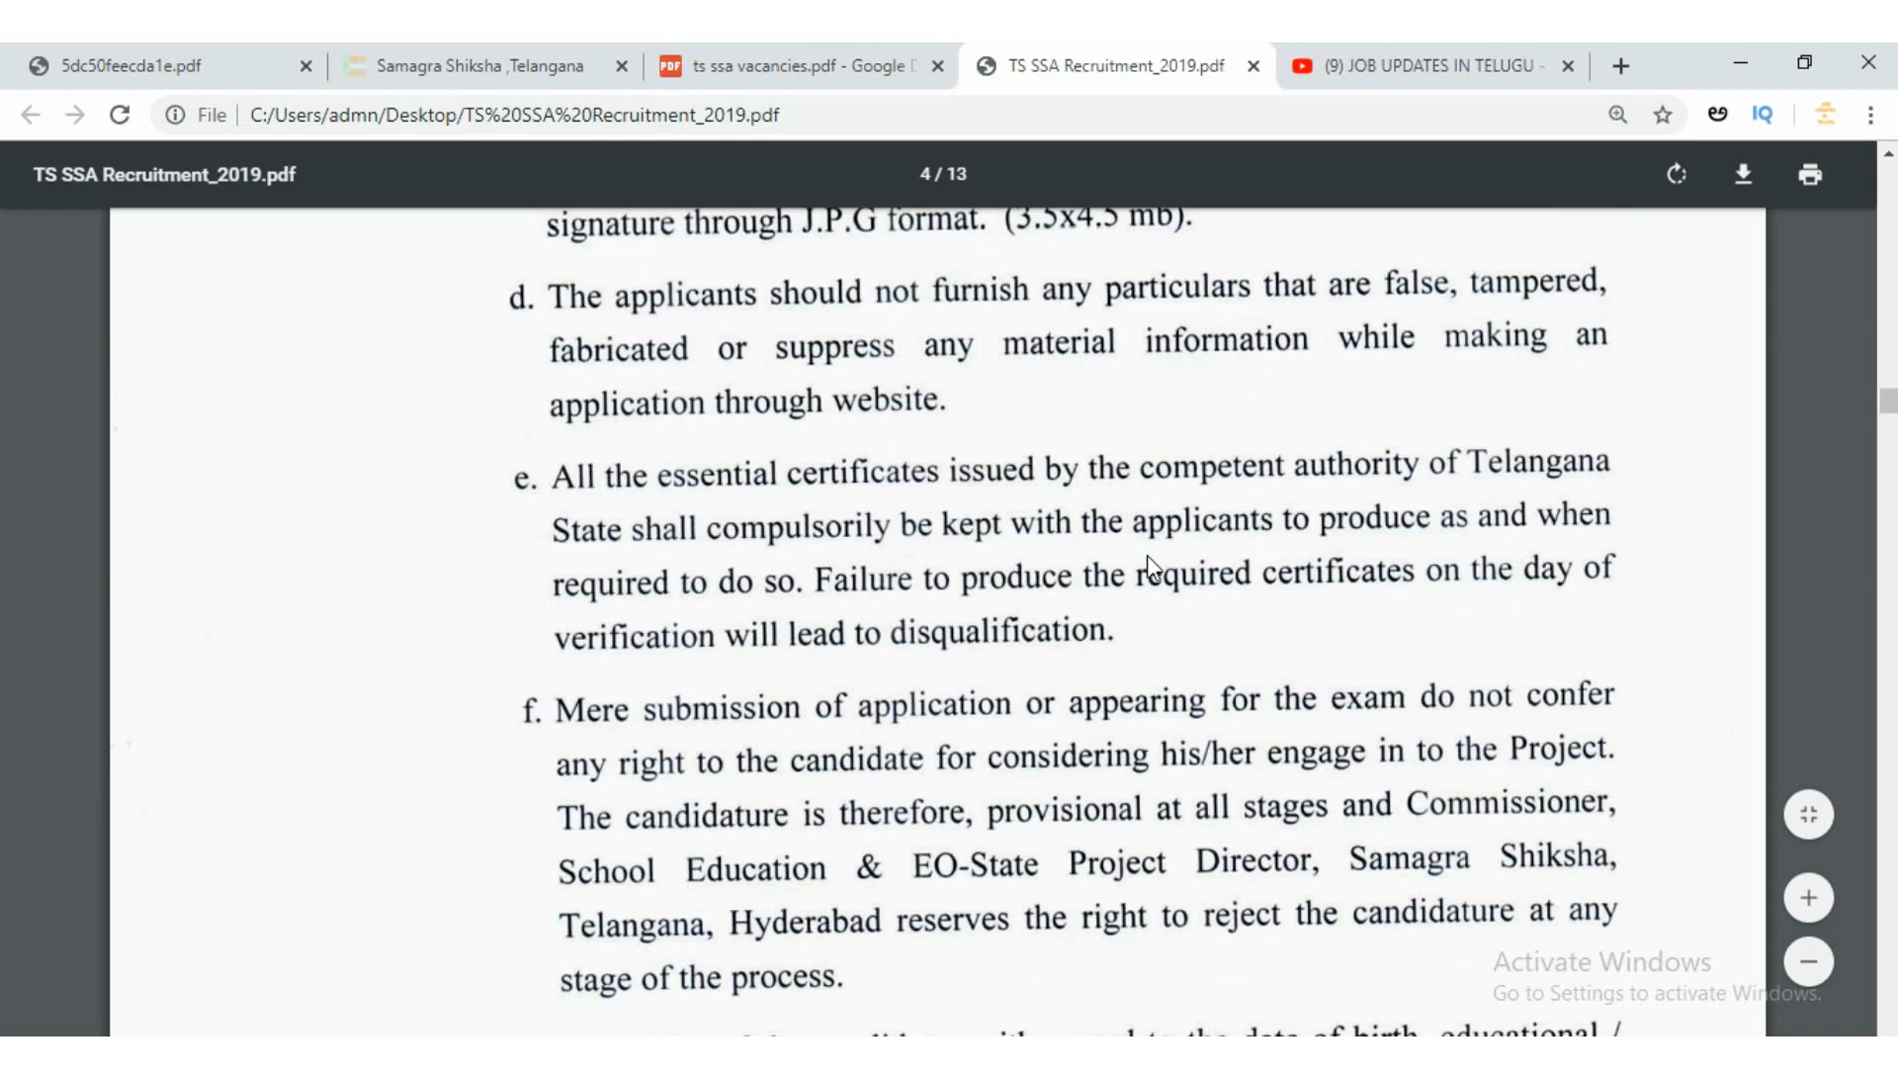 5dc50feecda1e.pdf
Samagra Shiksha ,Telangana
ts ssa vacancies.pdf - Google D
TS SSA Recruitment_2019.pdf
(9) JOB UPDATES IN TELUGU -
File
C:/Users/admn/Desktop/TS%20SSA%20Recruitment_2019.pdf
IQ
TS SSA Recruitment_2019.pdf
4 / 13
signature through J.P.G format. (3.5x4.5 mb).
d. The applicants should not furnish any particulars that are false, tampered,
fabricated or suppress any material information while making an
application through website.
e. All the essential certificates issued by the competent authority of Telangana
State shall compulsorily be kept with the applicants to produce as and when
required to do so. Failure to produce the required certificates on the day of
verification will lead to disqualification.
f. Mere submission of application or appearing for the exam do not confer
any right to the candidate for considering his/her engage in to the Project.
The candidature is therefore, provisional at all stages and Commissioner,
School Education & EO-State Project Director, Samagra Shiksha,
Telangana, Hyderabad reserves the right to reject the candidature at any
stage of the process.
Activate Windows
Go to Settings to activate Windows.
the date of birth, educational /